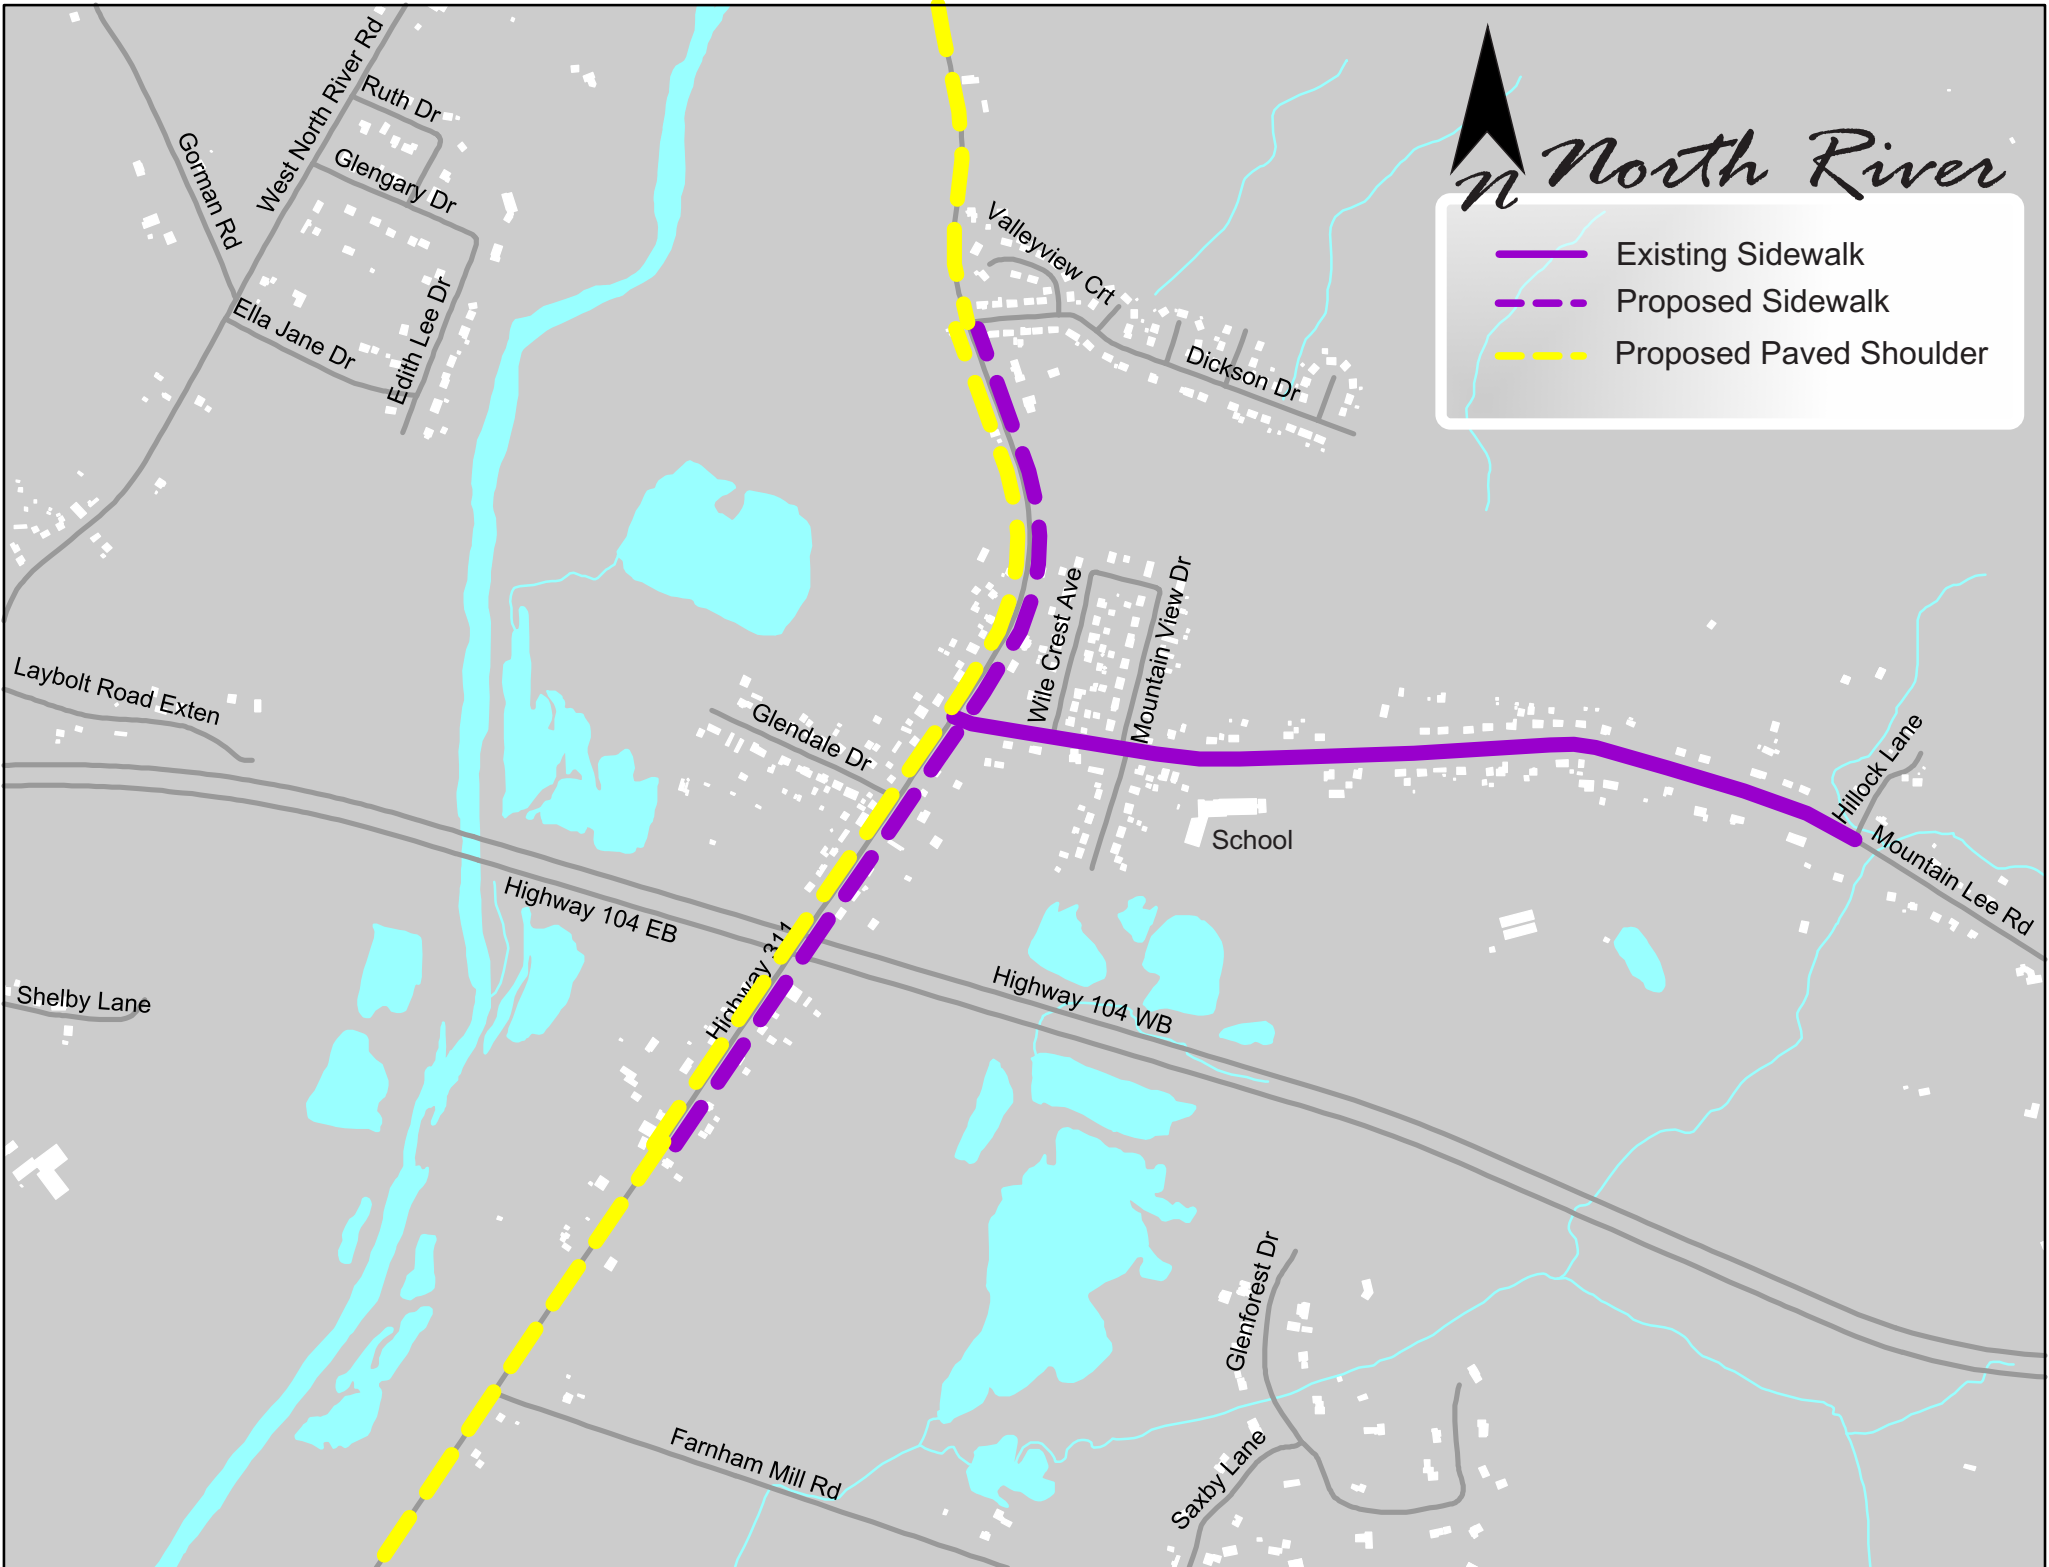 North River
n
Existing Sidewalk
Proposed Sidewalk
Proposed Paved Shoulder
West North River Rd
Ruth Dr
Gorman Rd
Glengary Dr
Valleyview Crt
Ella Jane Dr
Edith Lee Dr
Dickson Dr
Wile Crest Ave
Mountain View Dr
Laybolt Road Exten
Glendale Dr
Hillock Lane
School
Mountain Lee Rd
Highway 104 EB
Highway 311
Highway 104 WB
Shelby Lane
Glenforest Dr
Farnham Mill Rd
Saxby Lane